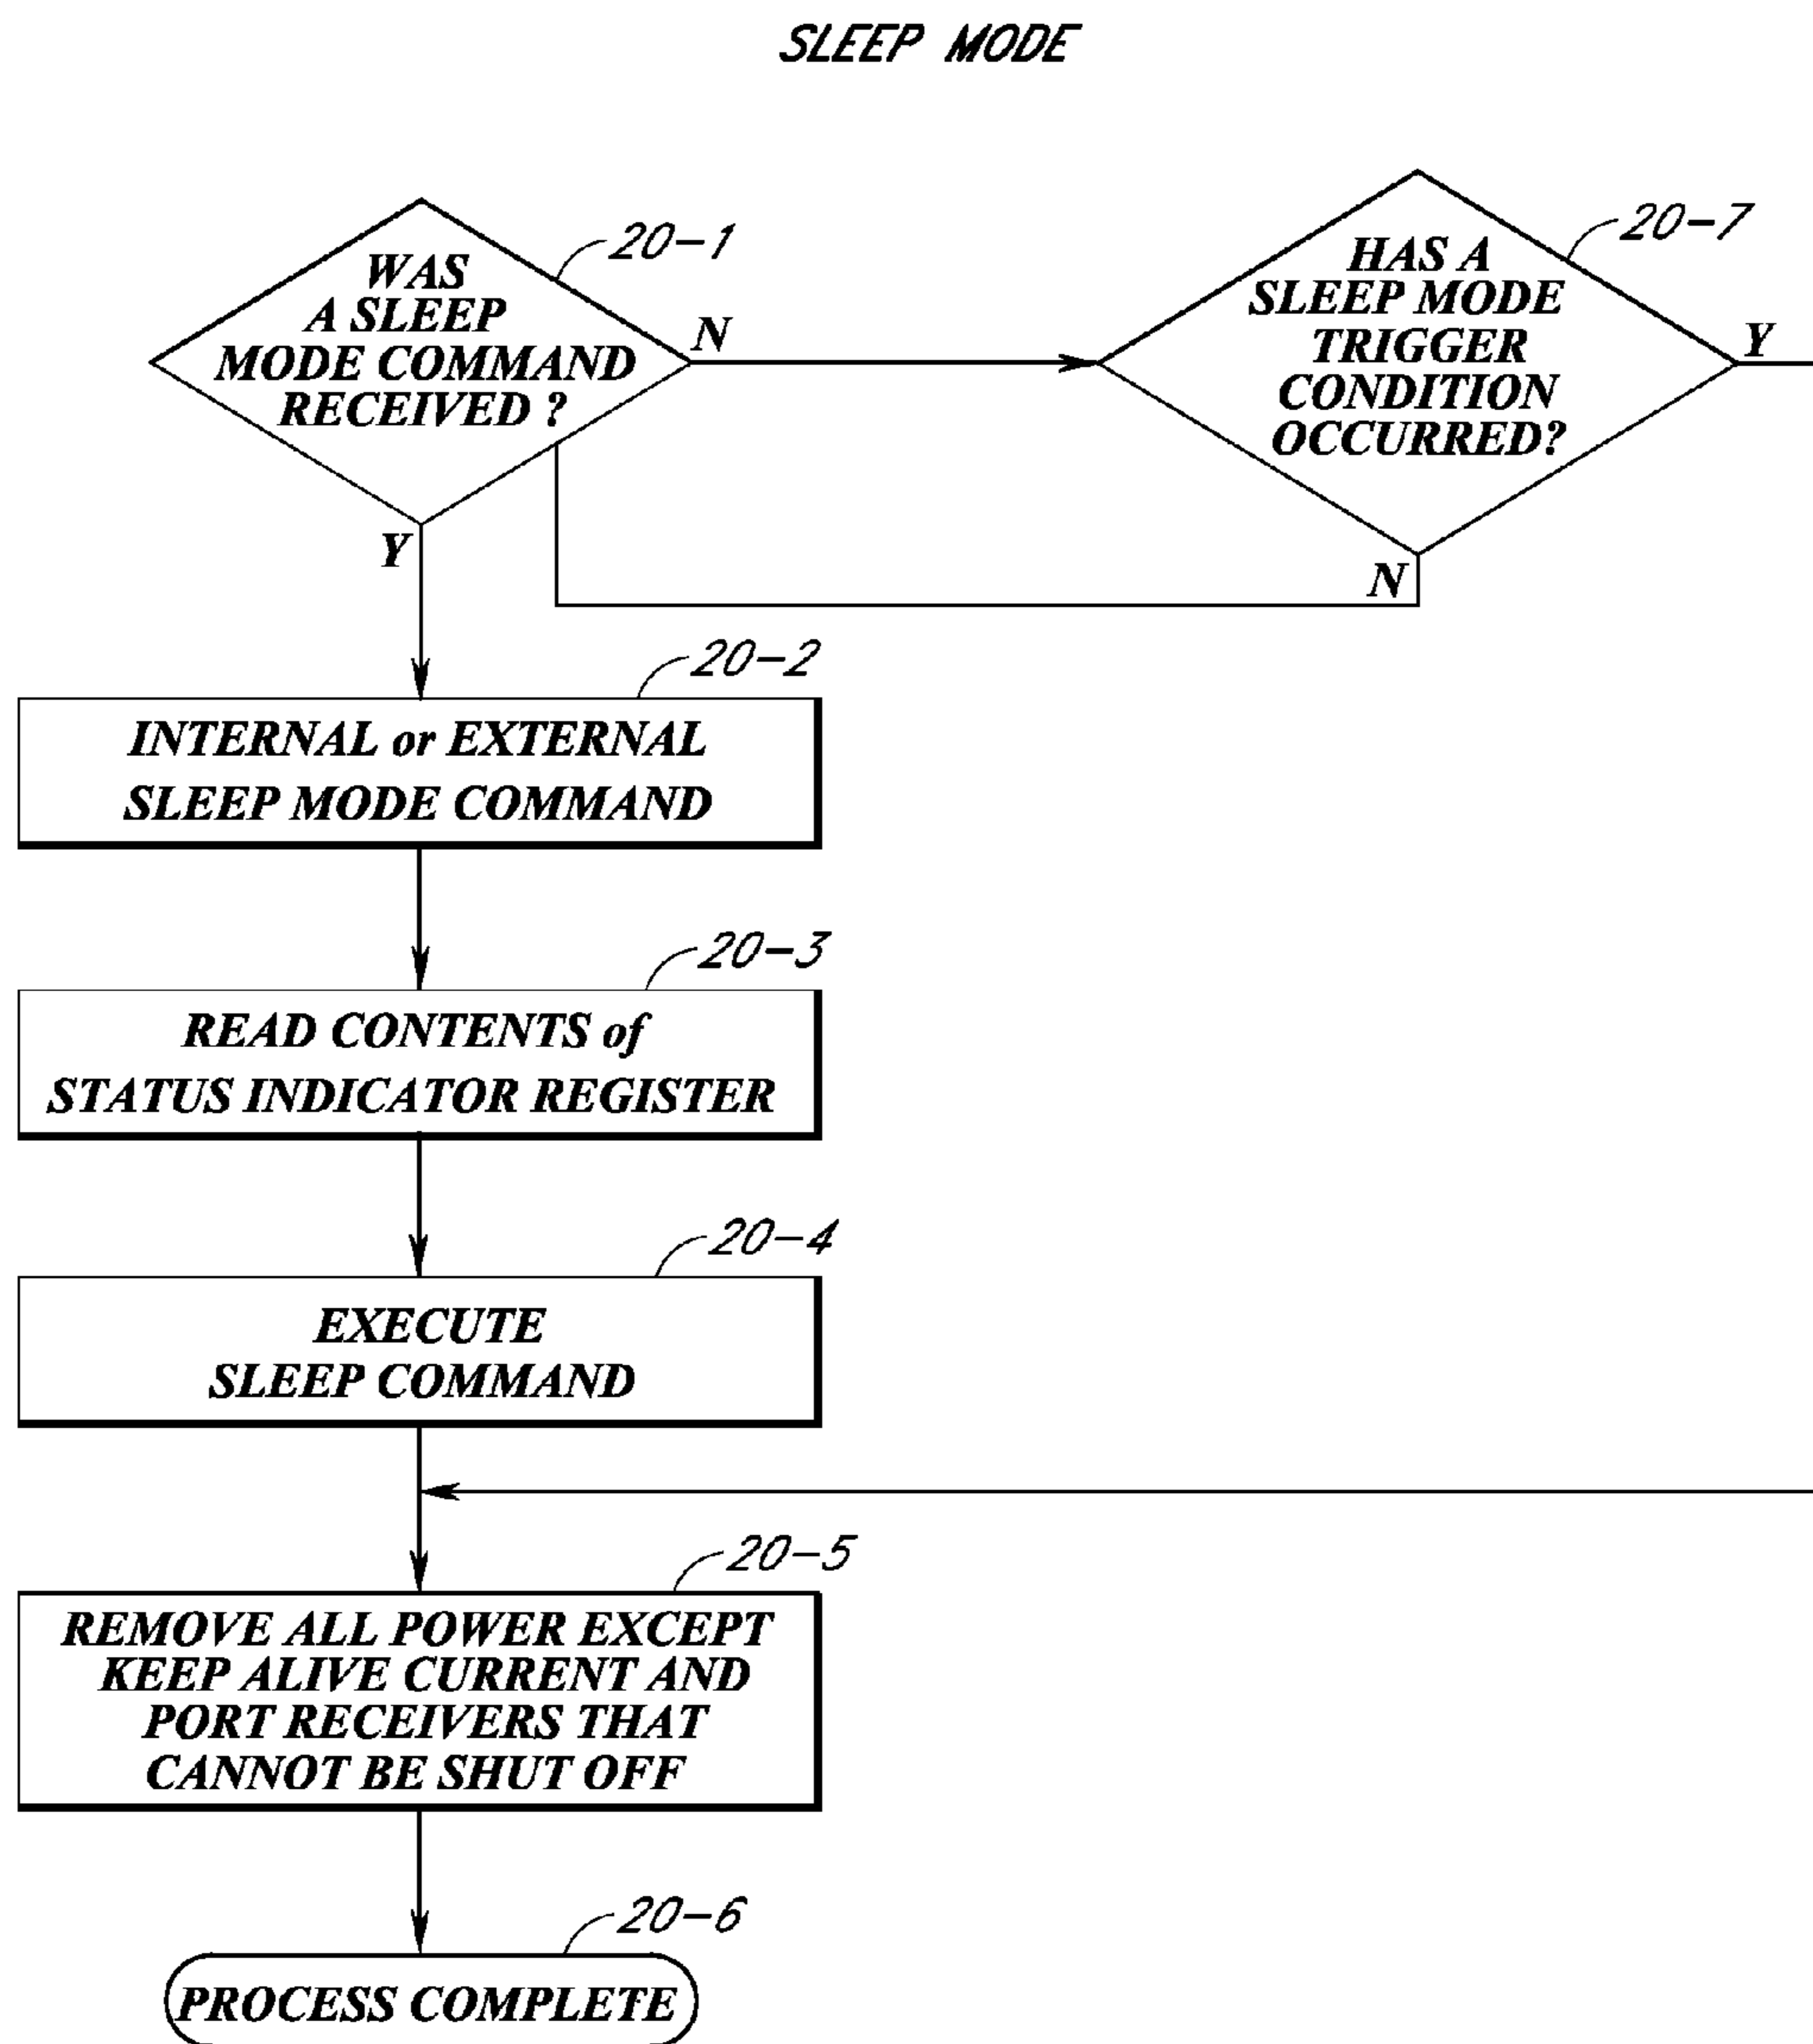 SLEEP MODE
20-1
WAS
A SLEEP
MODE COMMAND
RECEIVED ?
N
Y
20-7
HAS A
SLEEP MODE
TRIGGER
CONDITION
OCCURRED?
Y
N
20-2
INTERNAL or EXTERNAL
SLEEP MODE COMMAND
20-3
READ CONTENTS of
STATUS INDICATOR REGISTER
20-4
EXECUTE
SLEEP COMMAND
20-5
REMOVE ALL POWER EXCEPT
KEEP ALIVE CURRENT AND
PORT RECEIVERS THAT
CANNOT BE SHUT OFF
20-6
PROCESS COMPLETE